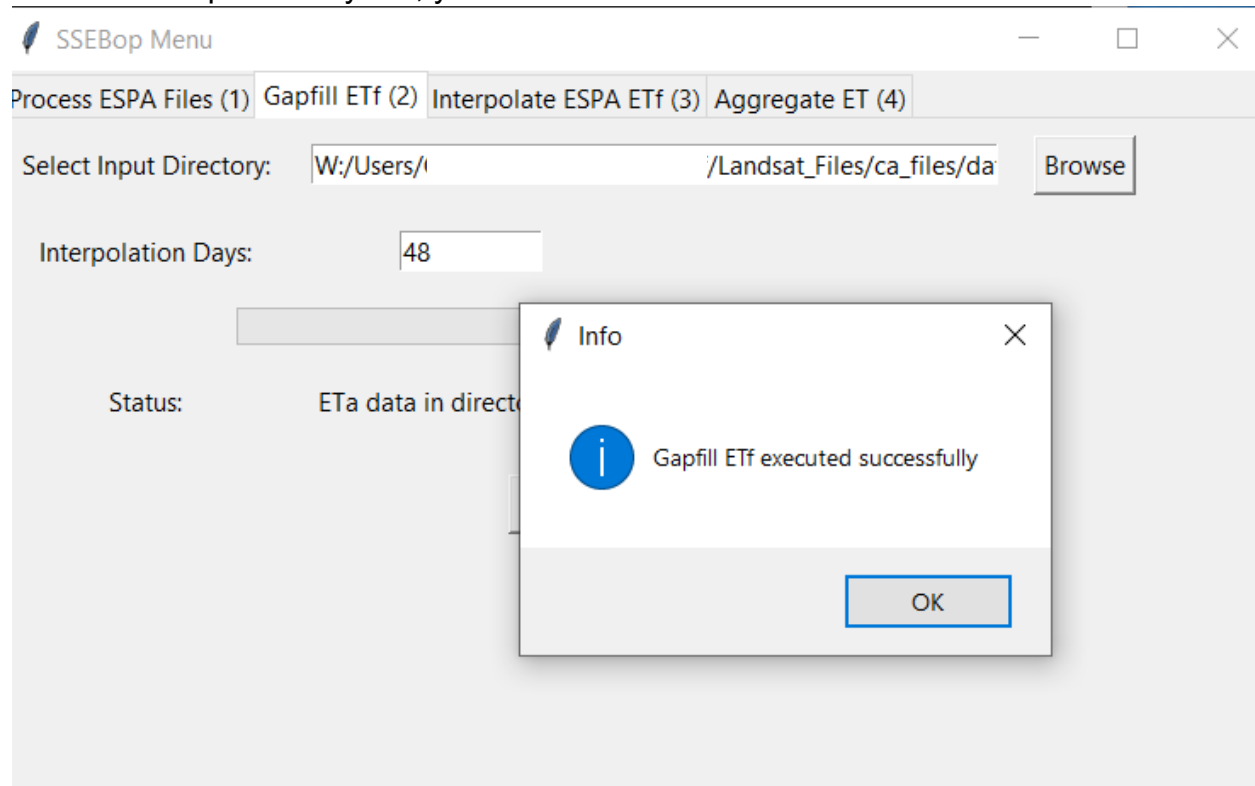 SSEBop Menu
Process ESPA Files (1) Gapfill ETf (2) Interpolate ESPA ETf (3) Aggregate ET (4)
Select Input Directory: W:/Users/ /Landsat_Files/ca_files/da Browse
Interpolation Days: 48
Info
Status: ETa data in direct
Gapfill ETf executed successfully
OK